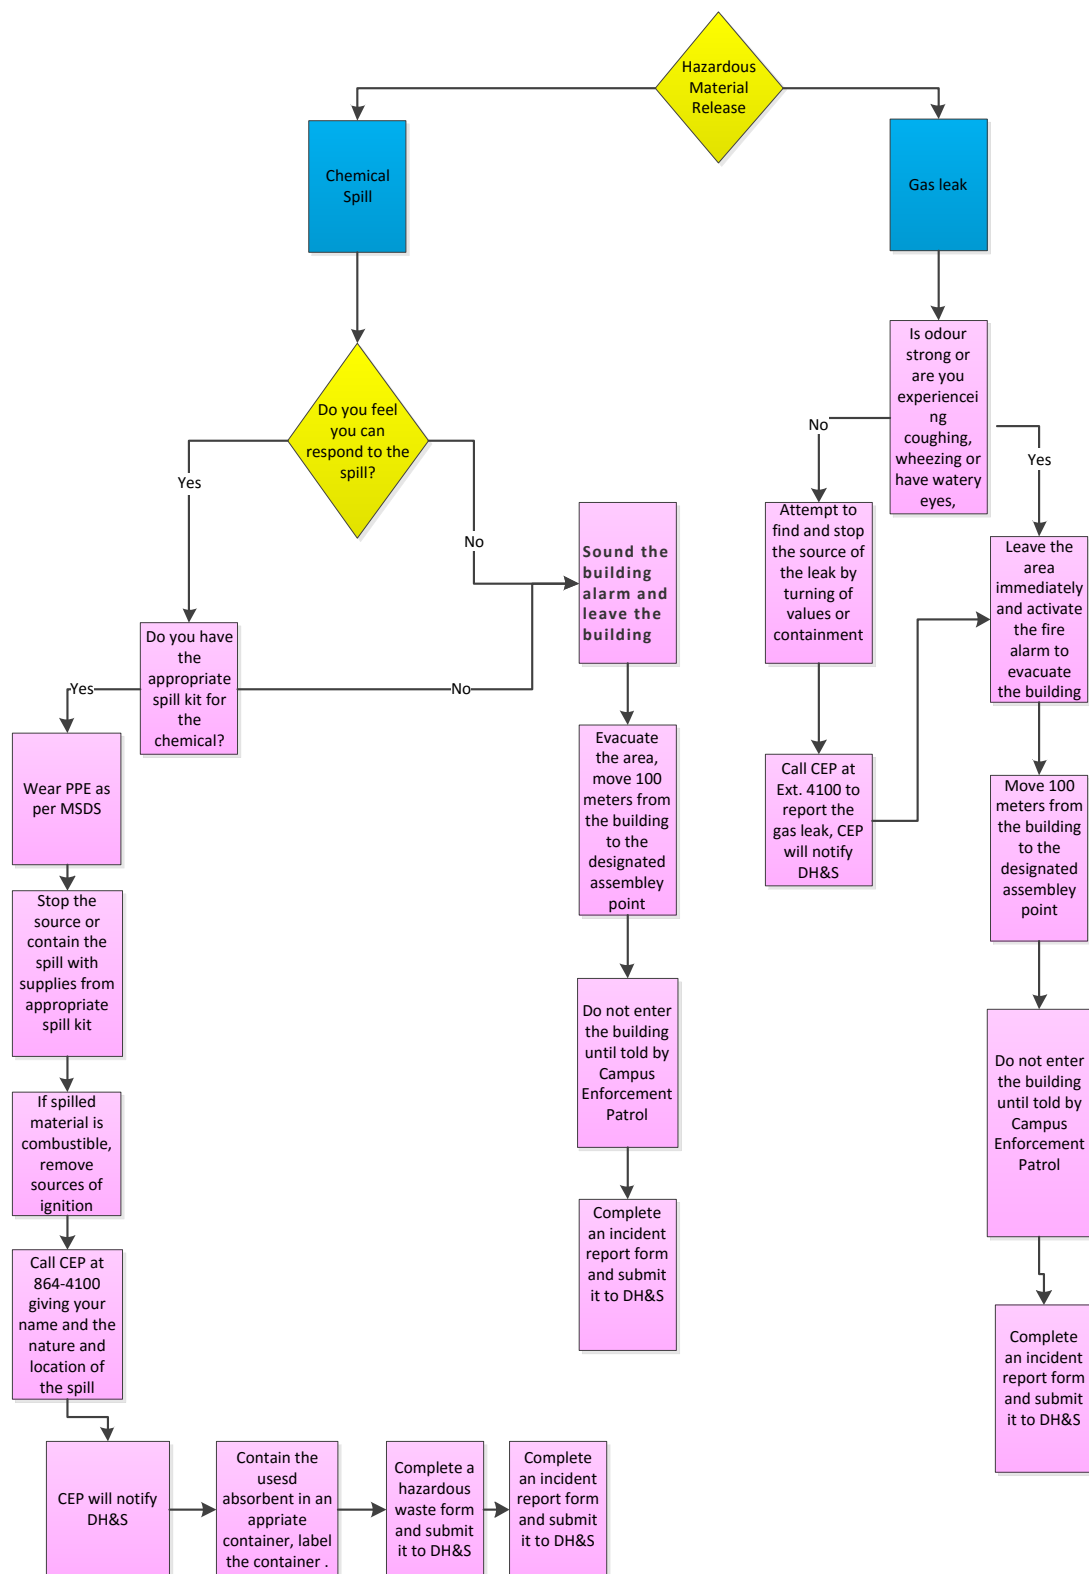 Hazardous
Material
Release
Chemical
Spill
Gas leak
Do you feel
you can
respond to the
spill?
Yes
No
Is odour
strong or
are you
experiencei
ng
coughing,
wheezing or
have watery
eyes,
No
Yes
Sound the
building
alarm and
leave the
building
Attempt to
find and stop
the source of
the leak by
turning of
values or
containment
Leave the
area
immediately
and activate
the fire
alarm to
evacuate
the building
Do you have
the
appropriate
spill kit for
the
chemical?
Yes
No
Wear PPE as
per MSDS
Evacuate
the area,
move 100
meters from
the building
to the
designated
assembley
point
Call CEP at
Ext. 4100 to
report the
gas leak, CEP
will notify
DH&S
Move 100
meters from
the building
to the
designated
assembley
point
Stop the
source or
contain the
spill with
supplies from
appropriate
spill kit
Do not enter
the building
until told by
Campus
Enforcement
Patrol
Do not enter
the building
until told by
Campus
Enforcement
Patrol
If spilled
material is
combustible,
remove
sources of
ignition
Complete
an incident
report form
and submit
it to DH&S
Call CEP at
864-4100
giving your
name and the
nature and
location of
the spill
Complete
an incident
report form
and submit
it to DH&S
CEP will notify
DH&S
Contain the
usesd
absorbent in an
appriate
container, label
the container .
Complete a
hazardous
waste form
and submit
it to DH&S
Complete
an incident
report form
and submit
it to DH&S